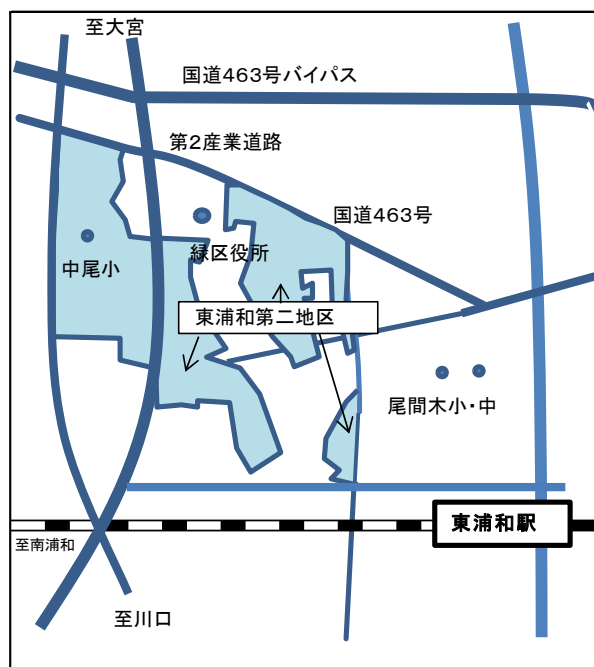 至大宮
国道463号バイパス
第2産業道路
国道463号
緑区役所
中尾小
東浦和第二地区
尾間木小・中
東浦和駅
至南浦和
至川口